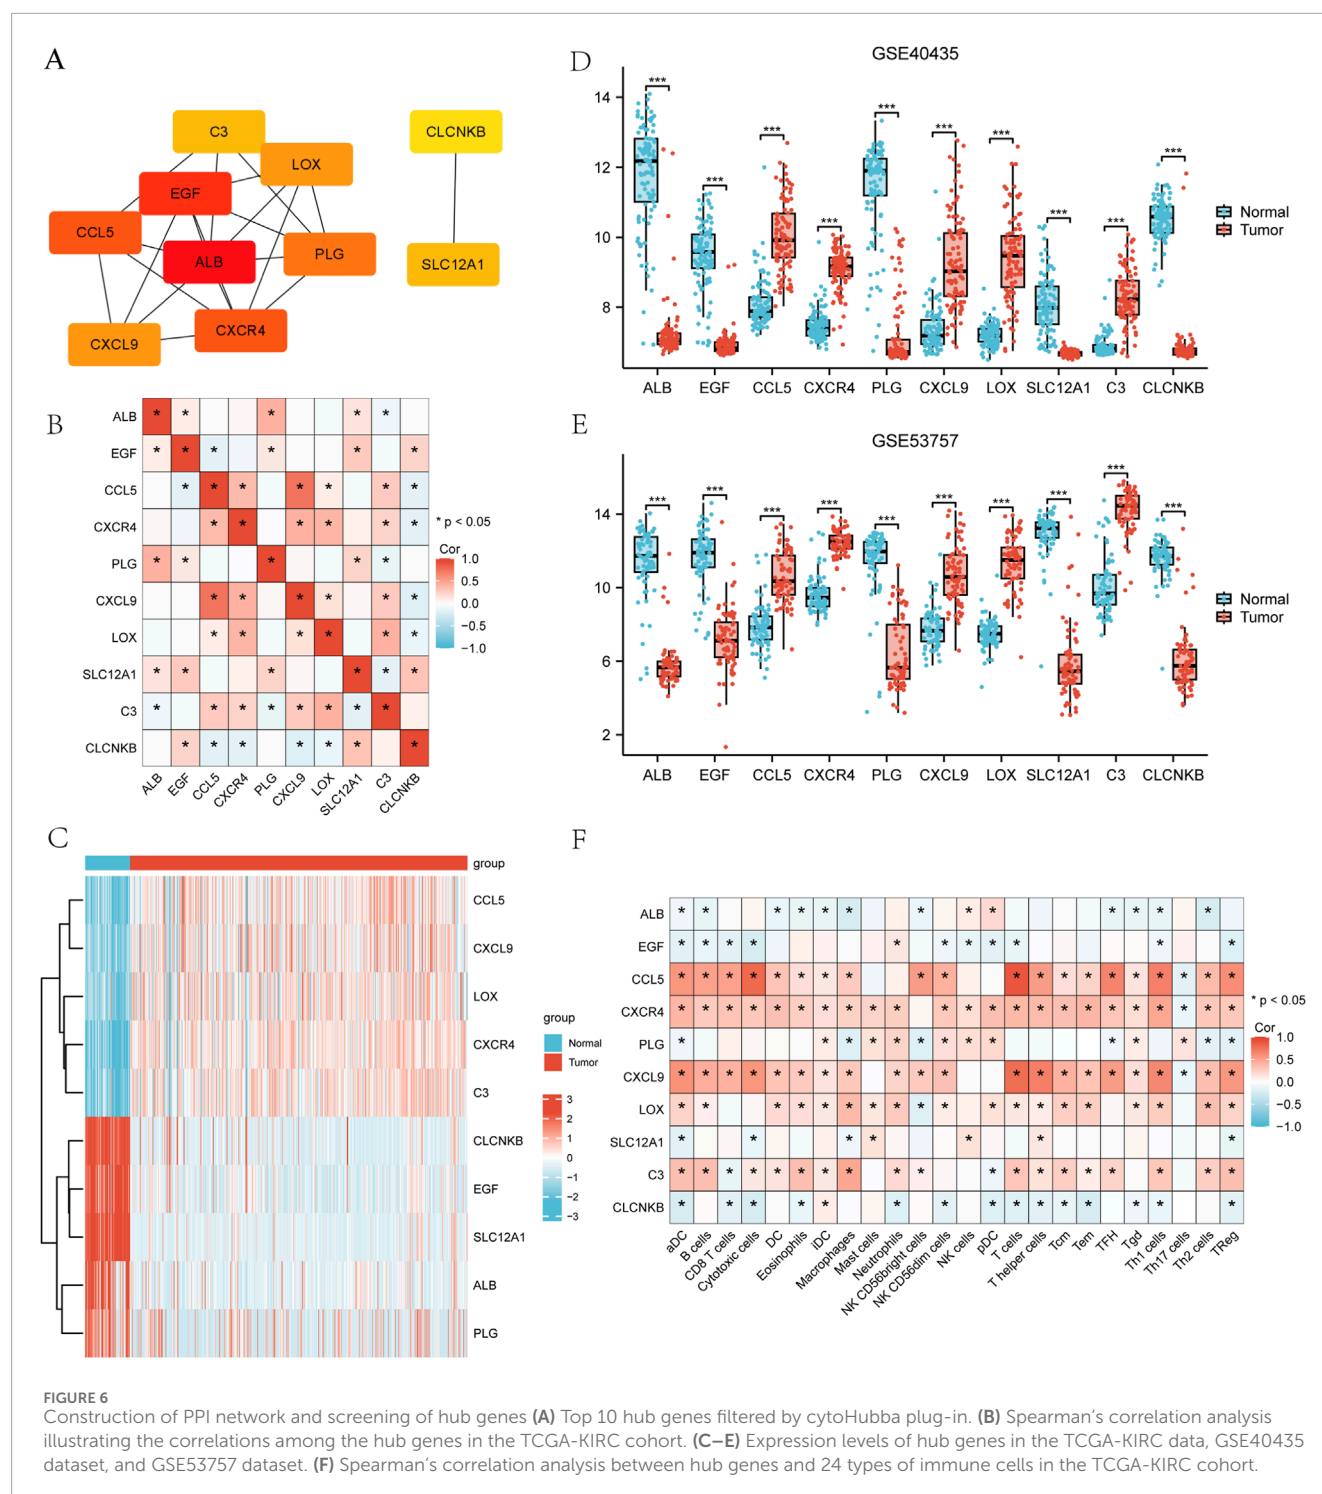 A
C3
LOX
EGF
CCL5
PLG
ALB
CXCR4
CXCL9
CLCNKB
SLC12A1
B
ALB
EGF
CCL5
CXCR4
PLG
CXCL9
LOX
SLC12A1
C3
CLCNKB
ALB
EGF
CCL5
CXCR4
PLG
CXCL9
LOX
SLC12A1
C3
CLCNKB
* p < 0.05
Cor
1.0
0.5
0.0
−0.5
−1.0
C
group
CCL5
CXCL9
LOX
CXCR4
C3
CLCNKB
EGF
SLC12A1
ALB
PLG
group
Normal
Tumor
3
2
1
0
−1
−2
−3
D
GSE40435
14
12
10
8
*** *** *** *** *** *** *** *** *** ***
ALB EGF CCL5 CXCR4 PLG CXCL9 LOX SLC12A1 C3 CLCNKB
Normal
Tumor
E
GSE53757
14
10
6
2
*** *** *** *** *** *** *** *** *** ***
ALB EGF CCL5 CXCR4 PLG CXCL9 LOX SLC12A1 C3 CLCNKB
Normal
Tumor
F
ALB
EGF
CCL5
CXCR4
PLG
CXCL9
LOX
SLC12A1
C3
CLCNKB
aDC
B cells
CD8 T cells
Cytotoxic cells
DC
Eosinophils
iDC
Macrophages
Mast cells
Neutrophils
NK CD56bright cells
NK CD56dim cells
NK cells
pDC
T cells
T helper cells
Tcm
Tem
TFH
Tgd
Th1 cells
Th17 cells
Th2 cells
TReg
* p < 0.05
Cor
1.0
0.5
0.0
−0.5
−1.0
FIGURE 6
Construction of PPI network and screening of hub genes (A) Top 10 hub genes filtered by cytoHubba plug-in. (B) Spearman's correlation analysis
illustrating the correlations among the hub genes in the TCGA-KIRC cohort. (C–E) Expression levels of hub genes in the TCGA-KIRC data, GSE40435
dataset, and GSE53757 dataset. (F) Spearman's correlation analysis between hub genes and 24 types of immune cells in the TCGA-KIRC cohort.